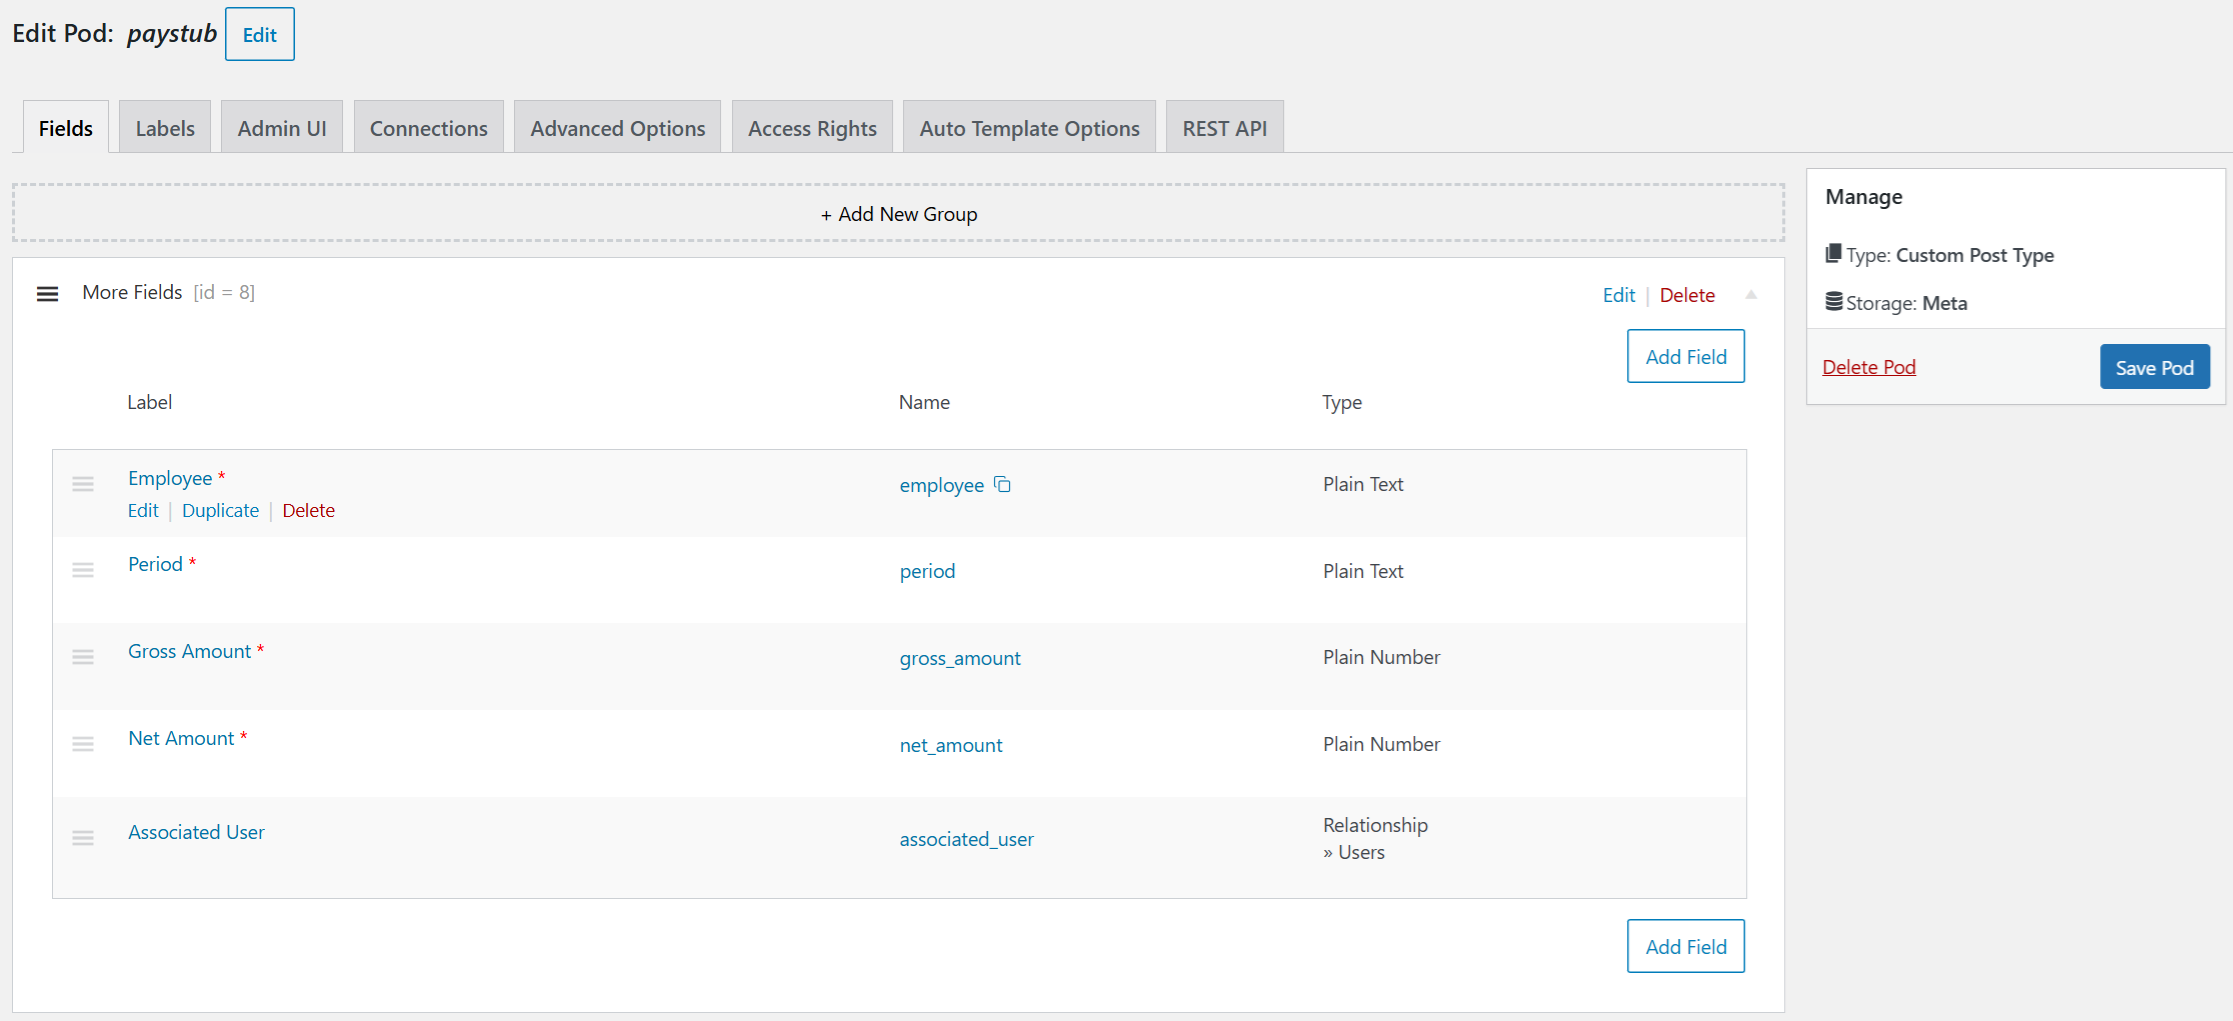 Edit Pod: paystub Edit
Fields Labels Admin UI Connections Advanced Options Access Rights Auto Template Options REST API
+ Add New Group
More Fields [id = 8] Edit | Delete
Add Field
Label Name Type
Employee * employee Plain Text
Edit | Duplicate | Delete
Period * period Plain Text
Gross Amount * gross_amount Plain Number
Net Amount * net_amount Plain Number
Associated User associated_user Relationship
» Users
Add Field
Manage
Type: Custom Post Type
Storage: Meta
Delete Pod Save Pod